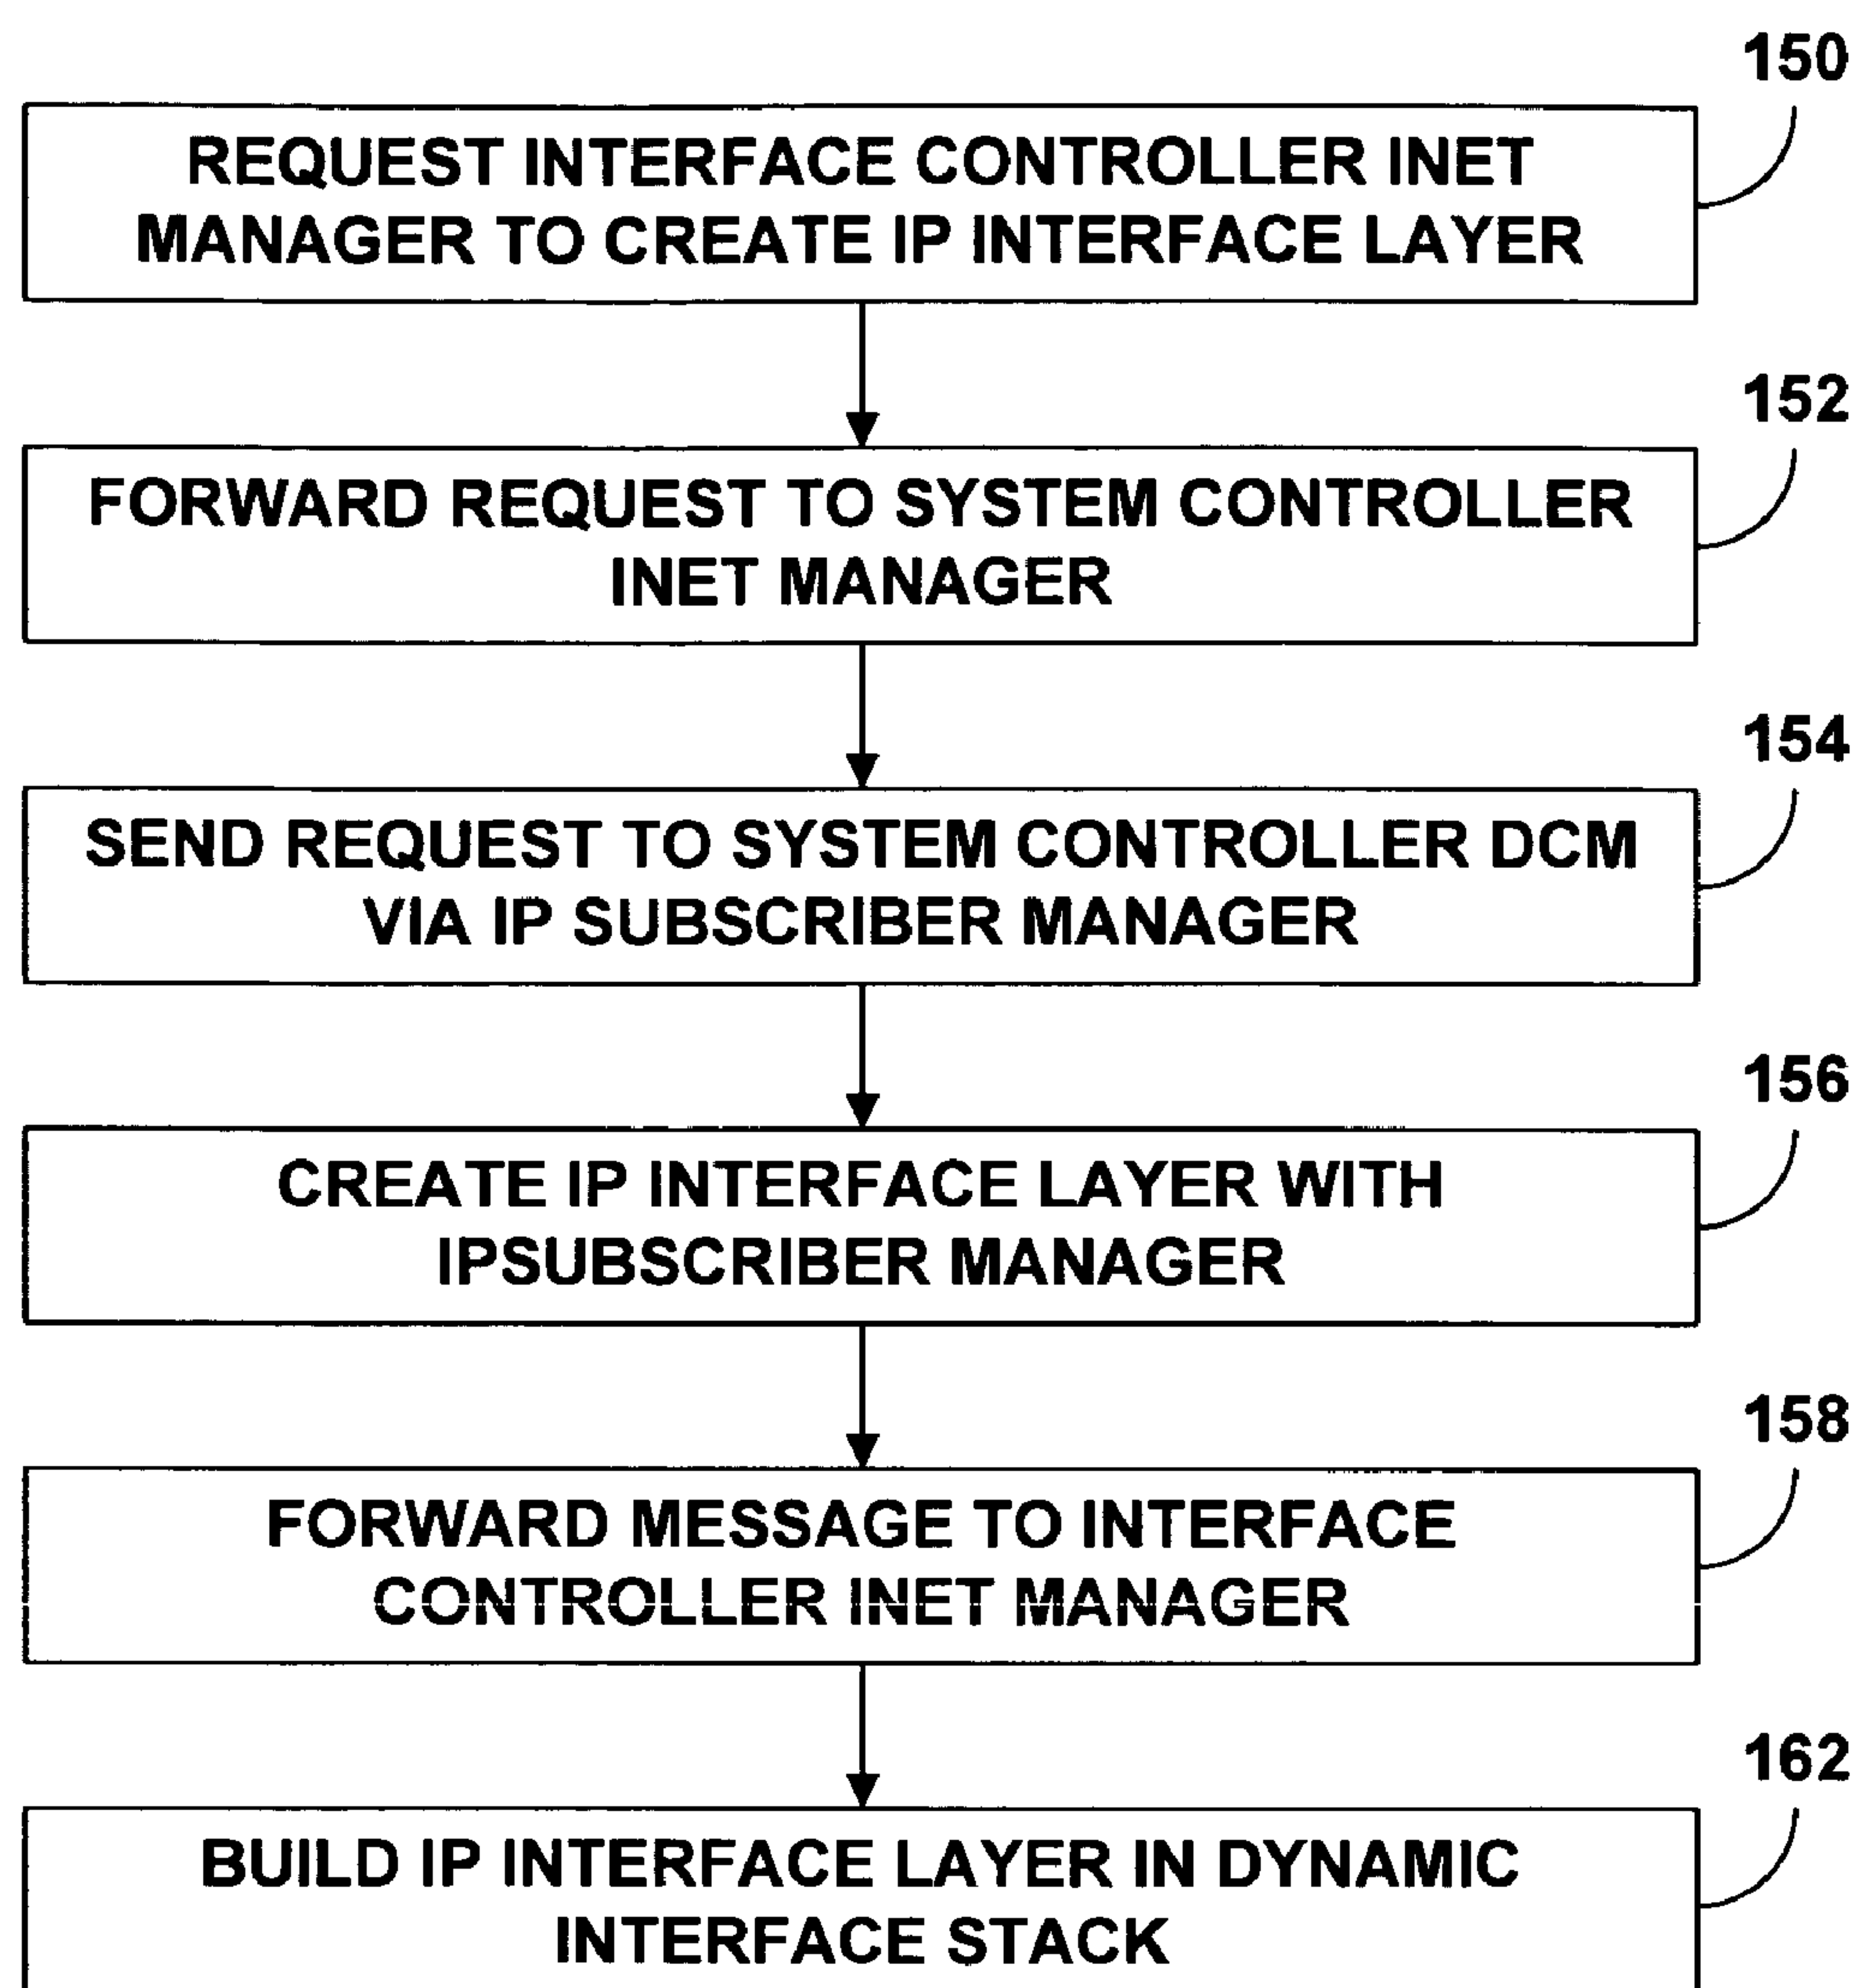 150
REQUEST INTERFACE CONTROLLER INET
MANAGER TO CREATE IP INTERFACE LAYER
152
FORWARD REQUEST TO SYSTEM CONTROLLER
INET MANAGER
154
SEND REQUEST TO SYSTEM CONTROLLER DCM
VIA IP SUBSCRIBER MANAGER
156
CREATE IP INTERFACE LAYER WITH
IPSUBSCRIBER MANAGER
158
FORWARD MESSAGE TO INTERFACE
CONTROLLER INET MANAGER
162
BUILD IP INTERFACE LAYER IN DYNAMIC
INTERFACE STACK